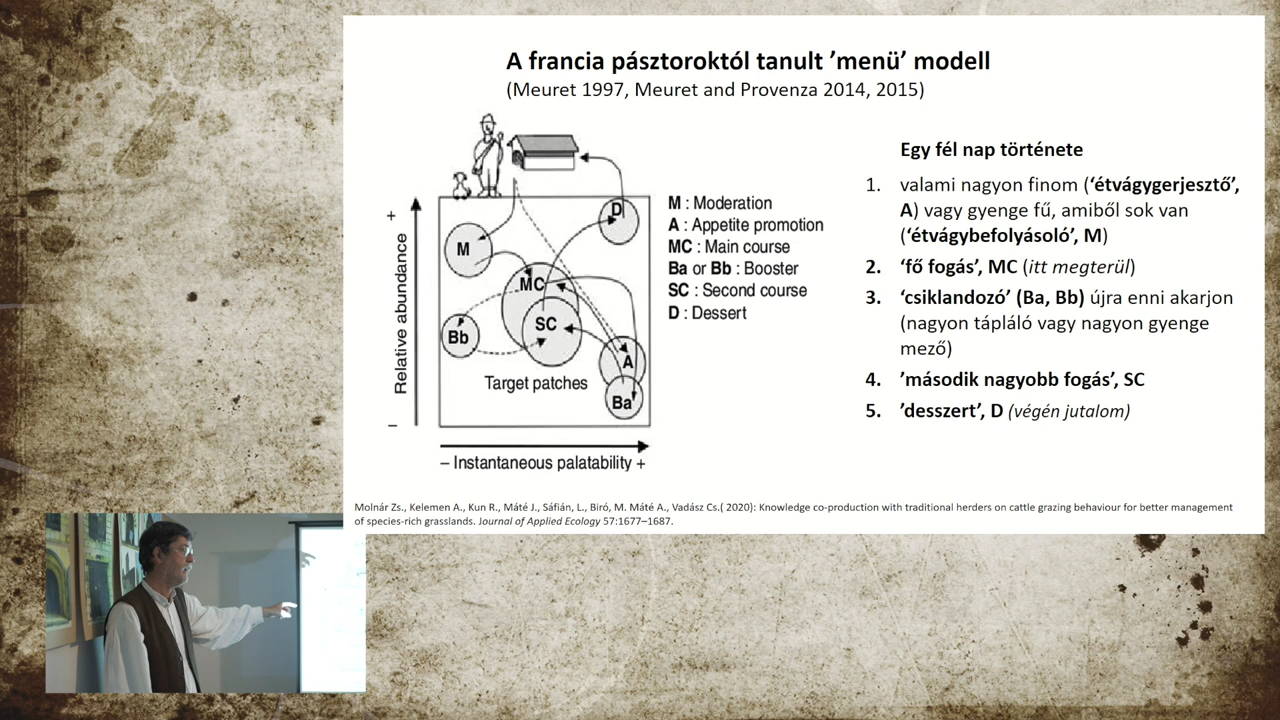 A francia pásztoroktól tanult ’menü’ modell
(Meuret 1997, Meuret and Provenza 2014, 2015)
M
D
MC
SC
Bb
A
Ba
Target patches
+
Relative abundance
–
– Instantaneous palatability +
M : Moderation
A : Appetite promotion
MC : Main course
Ba or Bb : Booster
SC : Second course
D : Dessert
Egy fél nap története
1. valami nagyon finom (‘étvágygerjesztő’,
A) vagy gyenge fű, amiből sok van
(‘étvágybefolyásoló’, M)
2. ‘fő fogás’, MC (itt megterül)
3. ‘csiklandozó’ (Ba, Bb) újra enni akarjon
(nagyon tápláló vagy nagyon gyenge
mező)
4. ’második nagyobb fogás’, SC
5. ’desszert’, D (végén jutalom)
Molnár Zs., Kelemen A., Kun R., Máté J., Sáfián, L., Biró, M. Máté A., Vadász Cs.( 2020): Knowledge co-production with traditional herders on cattle grazing behaviour for better management
of species-rich grasslands. Journal of Applied Ecology 57:1677–1687.